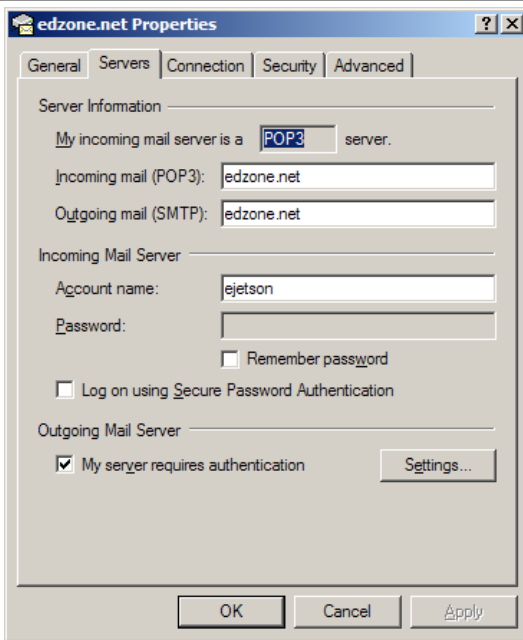 edzone.net Properties
General Servers Connection Security Advanced
Server Information
My incoming mail server is a POP3 server.
Incoming mail (POP3): edzone.net
Outgoing mail (SMTP): edzone.net
Incoming Mail Server
Account name: ejetson
Password:
Remember password
Log on using Secure Password Authentication
Outgoing Mail Server
My server requires authentication Settings...
OK Cancel Apply